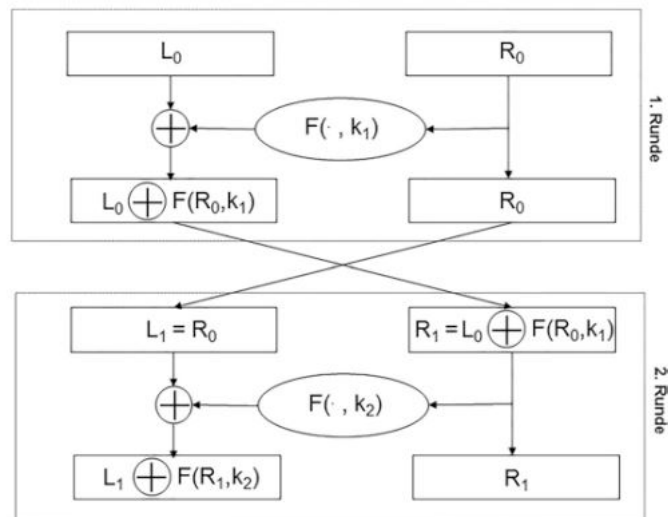 L₀
R₀
F(· , k₁)
1. Runde
L₀ ⊕ F(R₀,k₁)
R₀
L₁ = R₀
R₁ = L₀ ⊕ F(R₀,k₁)
F(· , k₂)
2. Runde
L₁ ⊕ F(R₁,k₂)
R₁